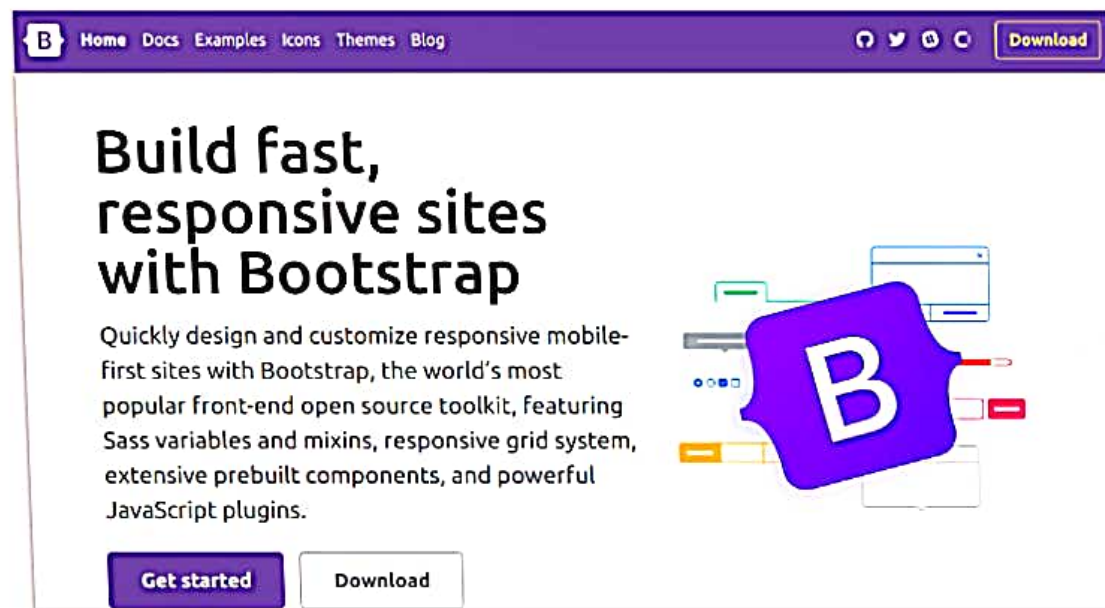 B Home Docs Examples Icons Themes Blog Download
Build fast,
responsive sites
with Bootstrap
Quickly design and customize responsive mobile-
first sites with Bootstrap, the world's most
popular front-end open source toolkit, featuring
Sass variables and mixins, responsive grid system,
extensive prebuilt components, and powerful
JavaScript plugins.
B
Get started Download